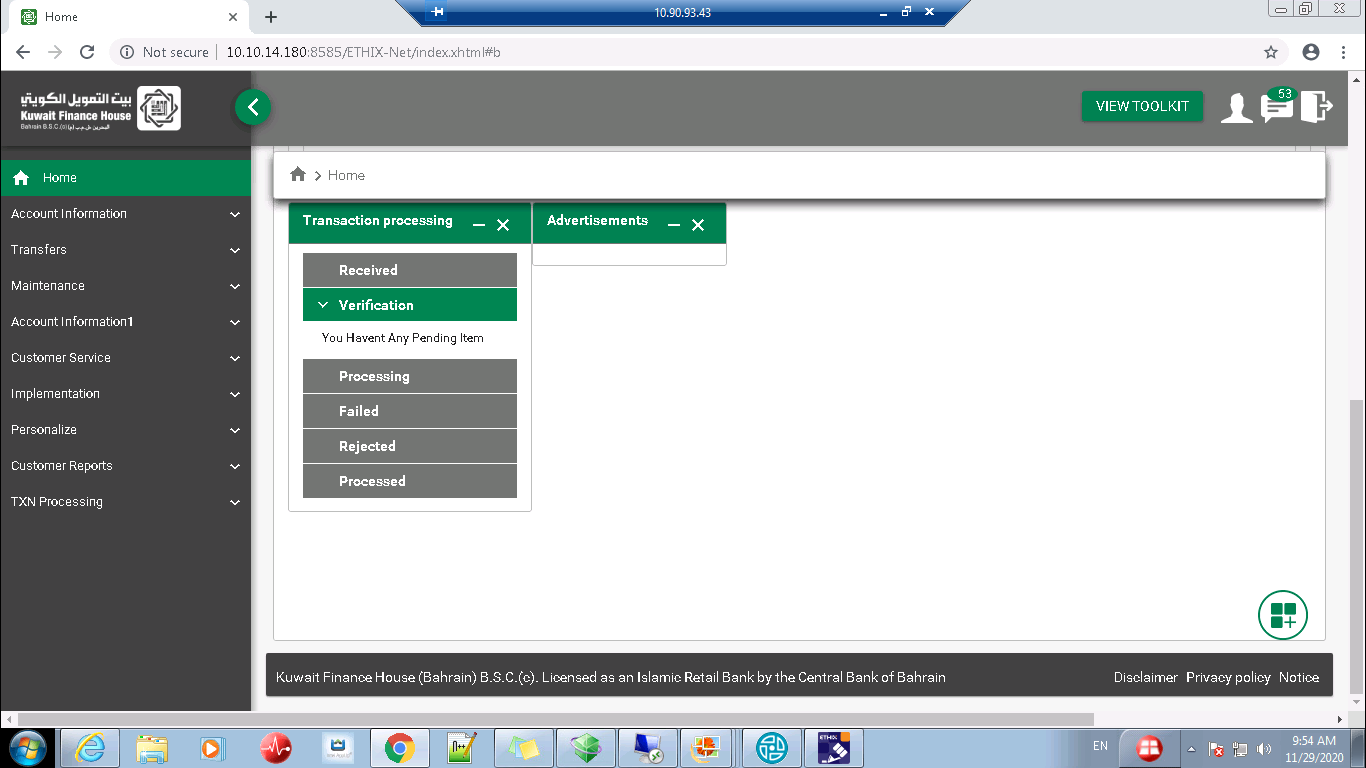 Home
10.90.93.43
Not secure
10.10.14.180:8585/ETHIX-Net/index.xhtml#b
بيت التمويل الكويتي
Kuwait Finance House
Bahrain B.S.C.(c) البحرين ش.م.ب (م)
VIEW TOOLKIT
53
Home
Home
Account Information
Transfers
Maintenance
Account Information1
Customer Service
Implementation
Personalize
Customer Reports
TXN Processing
Transaction processing
Advertisements
Received
Verification
You Havent Any Pending Item
Processing
Failed
Rejected
Processed
Kuwait Finance House (Bahrain) B.S.C.(c). Licensed as an Islamic Retail Bank by the Central Bank of Bahrain
Disclaimer Privacy policy Notice
ETHIX
EN
9:54 AM
11/29/2020